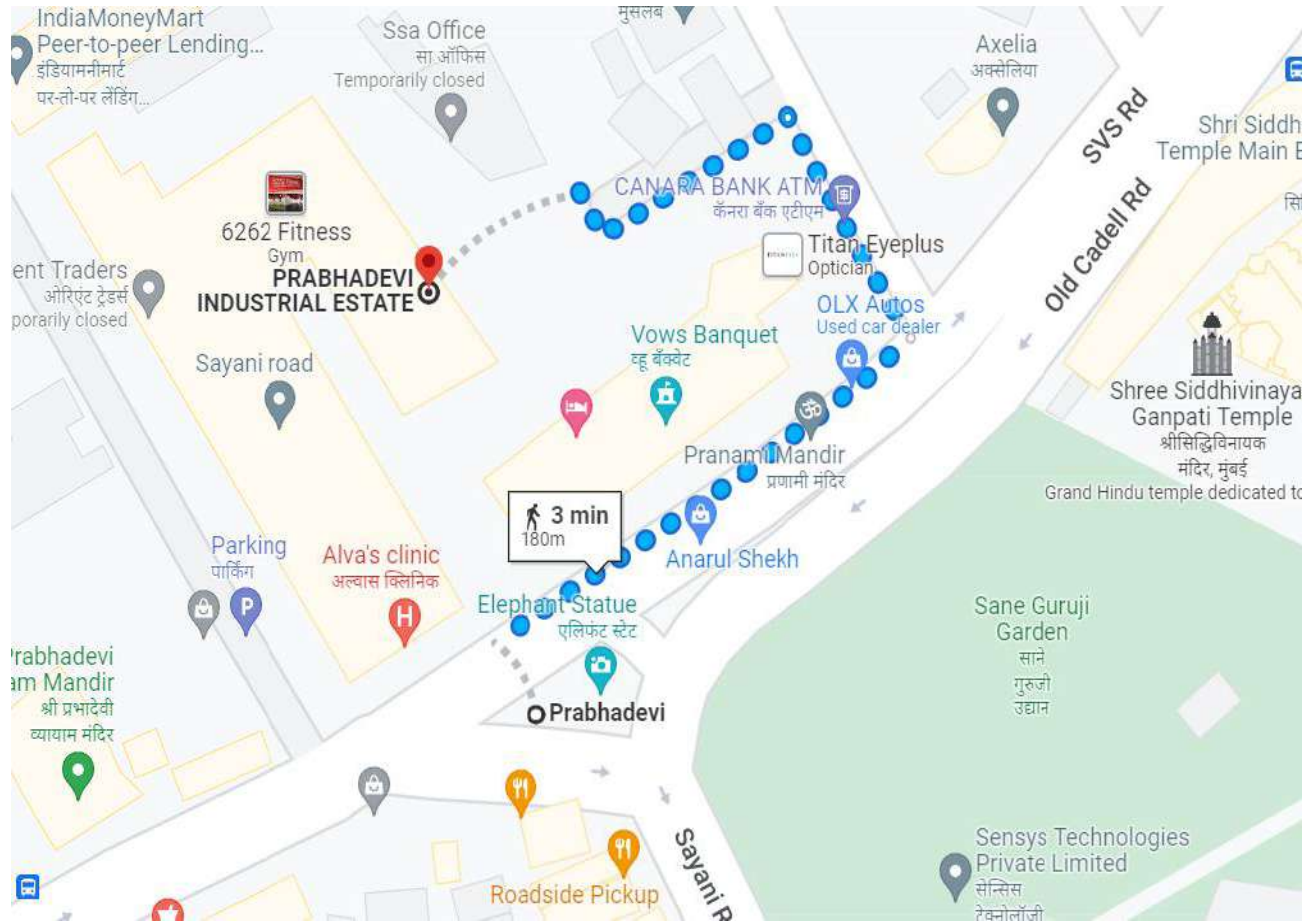 IndiaMoneyMart
Peer-to-peer Lending...
इंडियामनीमार्ट
पर-तो-पर लेंडिंग...
Ssa Office
सा ऑफिस
Temporarily closed
मुसलब
Axelia
अक्सेलिया
SVS Rd
Shri Siddh
Temple Main E
सि
Old Cadell Rd
CANARA BANK ATM
कॅनरा बँक एटीएम
6262 Fitness
Gym
PRABHADEVI
INDUSTRIAL ESTATE
Titan Eyeplus
Optician
OLX Autos
Used car dealer
ent Traders
ओरिएंट ट्रेडर्स
porarily closed
Vows Banquet
व्हू बँक्वेट
Sayani road
Shree Siddhivinaya
Ganpati Temple
श्रीसिद्धिविनायक
मंदिर, मुंबई
Grand Hindu temple dedicated to
Pranami Mandir
प्रणामी मंदिर
3 min
180m
Anarul Shekh
Parking
पार्किंग
P
Alva's clinic
अल्वास क्लिनिक
H
Elephant Statue
एलिफंट स्टेट
Sane Guruji
Garden
साने
गुरुजी
उद्यान
Prabhadevi
rabhadevi
am Mandir
श्री प्रभादेवी
व्यायाम मंदिर
Sayani R
Roadside Pickup
Sensys Technologies
Private Limited
सेन्सिस
टेक्नोलॉजी